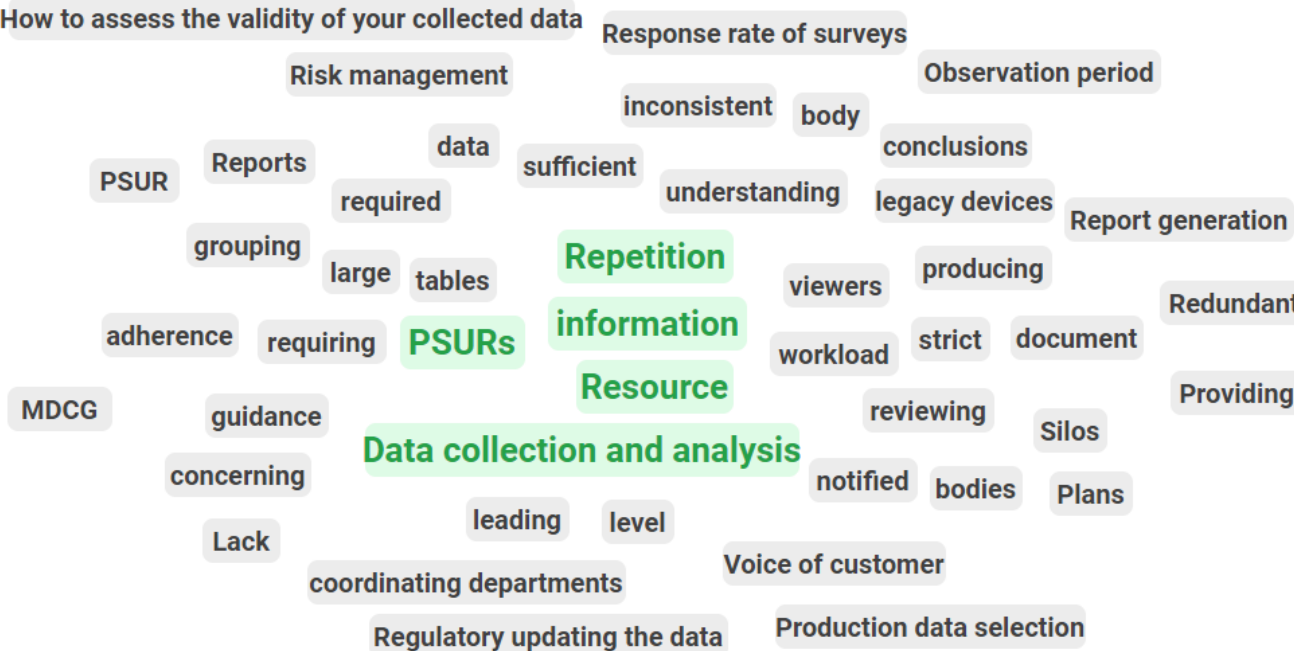 How to assess the validity of your collected data
Response rate of surveys
Risk management
Observation period
inconsistent
body
data
conclusions
Reports
sufficient
PSUR
required
understanding
legacy devices
Report generation
grouping
Repetition
large
tables
viewers
producing
Redundant
information
adherence
requiring
PSURs
workload
strict
document
Resource
Providing
MDCG
guidance
reviewing
Silos
Data collection and analysis
concerning
notified
bodies
Plans
leading
level
Lack
Voice of customer
coordinating departments
Regulatory updating the data
Production data selection